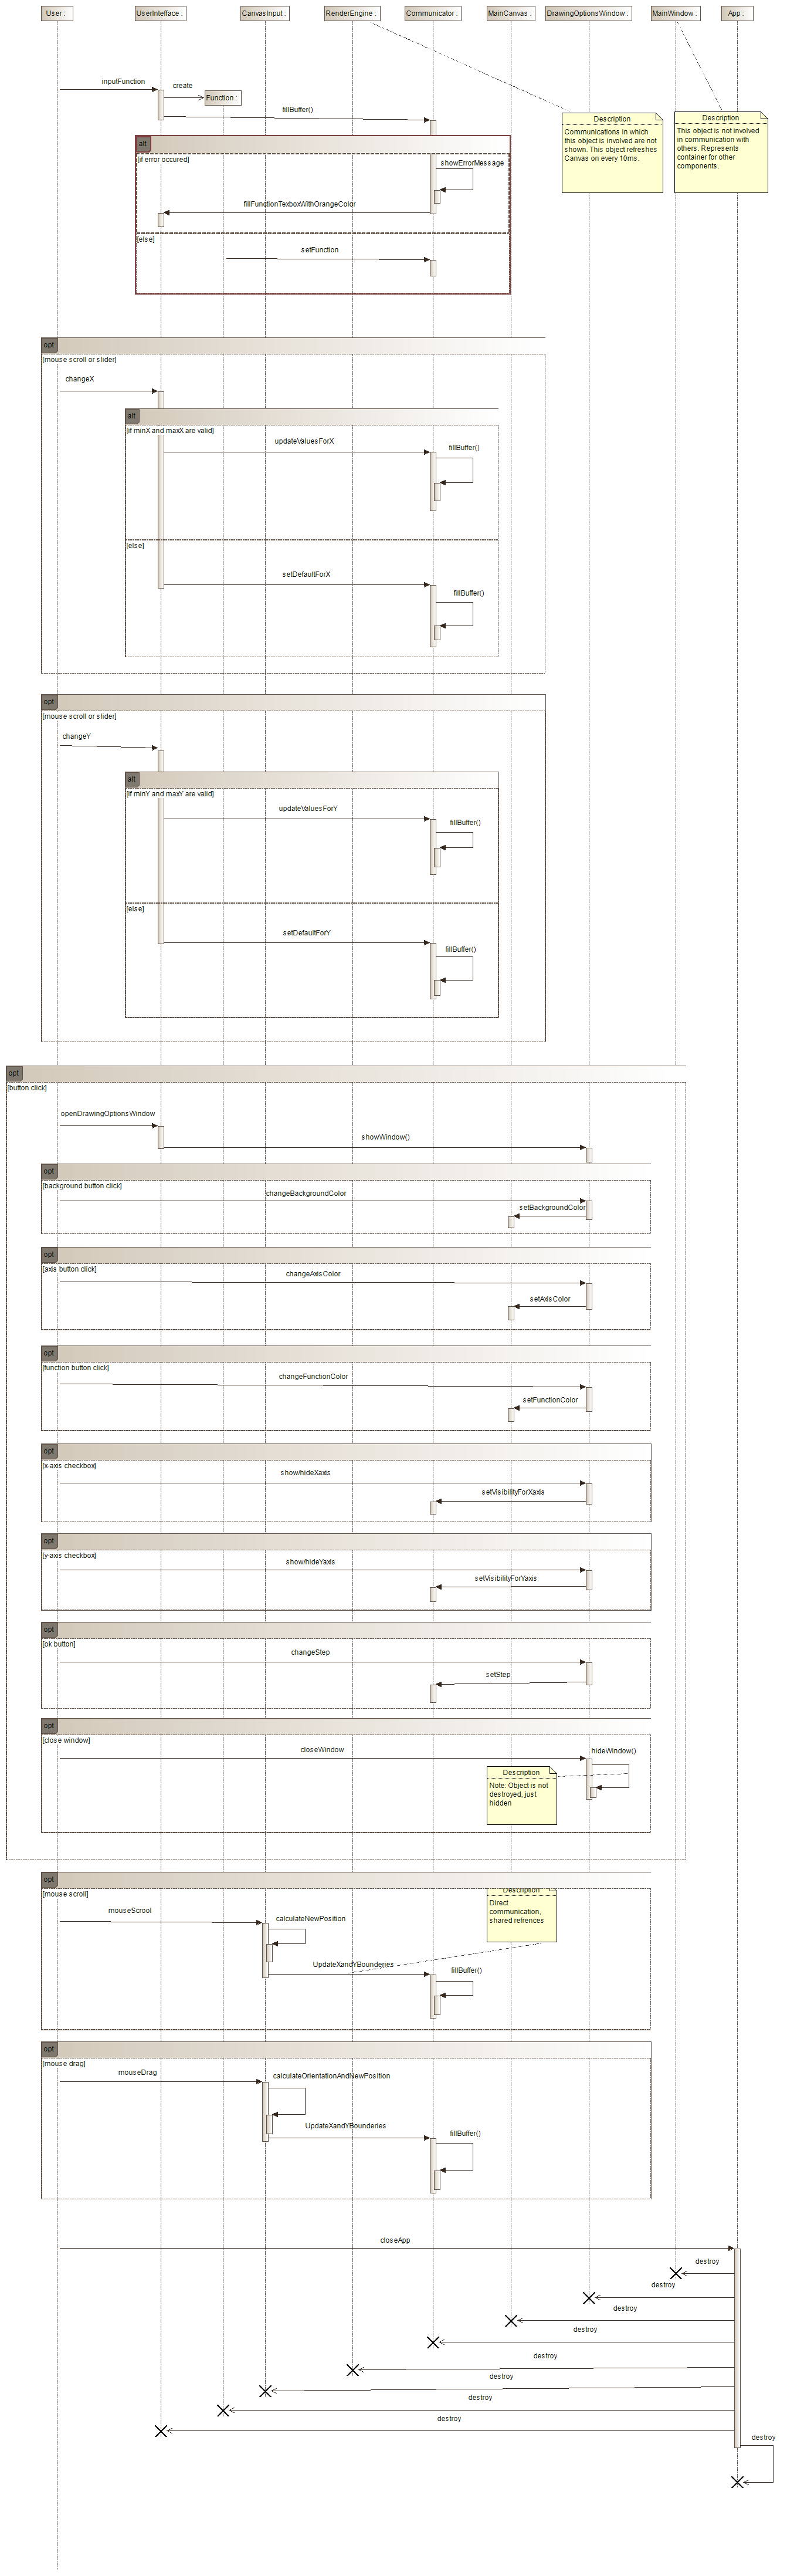 User :
UserIntefface :
CanvasInput :
RenderEngine :
Communicator :
MainCanvas :
DrawingOptionsWindow :
MainWindow :
App :
inputFunction
create
Function :
fillBuffer()
Description
Communications in which
this object is involved are not
shown. This object refreshes
Canvas on every 10ms.
Description
This object is not involved
in communication with
others. Represents
container for other
components.
alt
[if error occured]
showErrorMessage
fillFunctionTexboxWithOrangeColor
[else]
setFunction
opt
[mouse scroll or slider]
changeX
alt
[if minX and maxX are valid]
updateValuesForX
fillBuffer()
[else]
setDefaultForX
fillBuffer()
opt
[mouse scroll or slider]
changeY
alt
[if minY and maxY are valid]
updateValuesForY
fillBuffer()
[else]
setDefaultForY
fillBuffer()
opt
[button click]
openDrawingOptionsWindow
showWindow()
opt
[background button click]
changeBackgroundColor
setBackgroundColor
opt
[axis button click]
changeAxisColor
setAxisColor
opt
[function button click]
changeFunctionColor
setFunctionColor
opt
[x-axis checkbox]
show/hideXaxis
setVisibilityForXaxis
opt
[y-axis checkbox]
show/hideYaxis
setVisibilityForYaxis
opt
[ok button]
changeStep
setStep
opt
[close window]
closeWindow
hideWindow()
Description
Note: Object is not
destroyed, just
hidden
opt
[mouse scroll]
Description
Direct
communication,
shared refrences
mouseScrool
calculateNewPosition
UpdateXandYBounderies
fillBuffer()
opt
[mouse drag]
mouseDrag
calculateOrientationAndNewPosition
UpdateXandYBounderies
fillBuffer()
closeApp
destroy
destroy
destroy
destroy
destroy
destroy
destroy
destroy
destroy